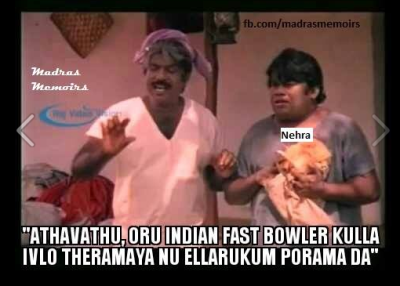 fb.com/madrasmemoirs
Madras
Memoirs
Nehra
"ATHAVATHU, ORU INDIAN FAST BOWLER KULLA
IVLO THERAMAYA NU ELLARUKUM PORAMA DA"